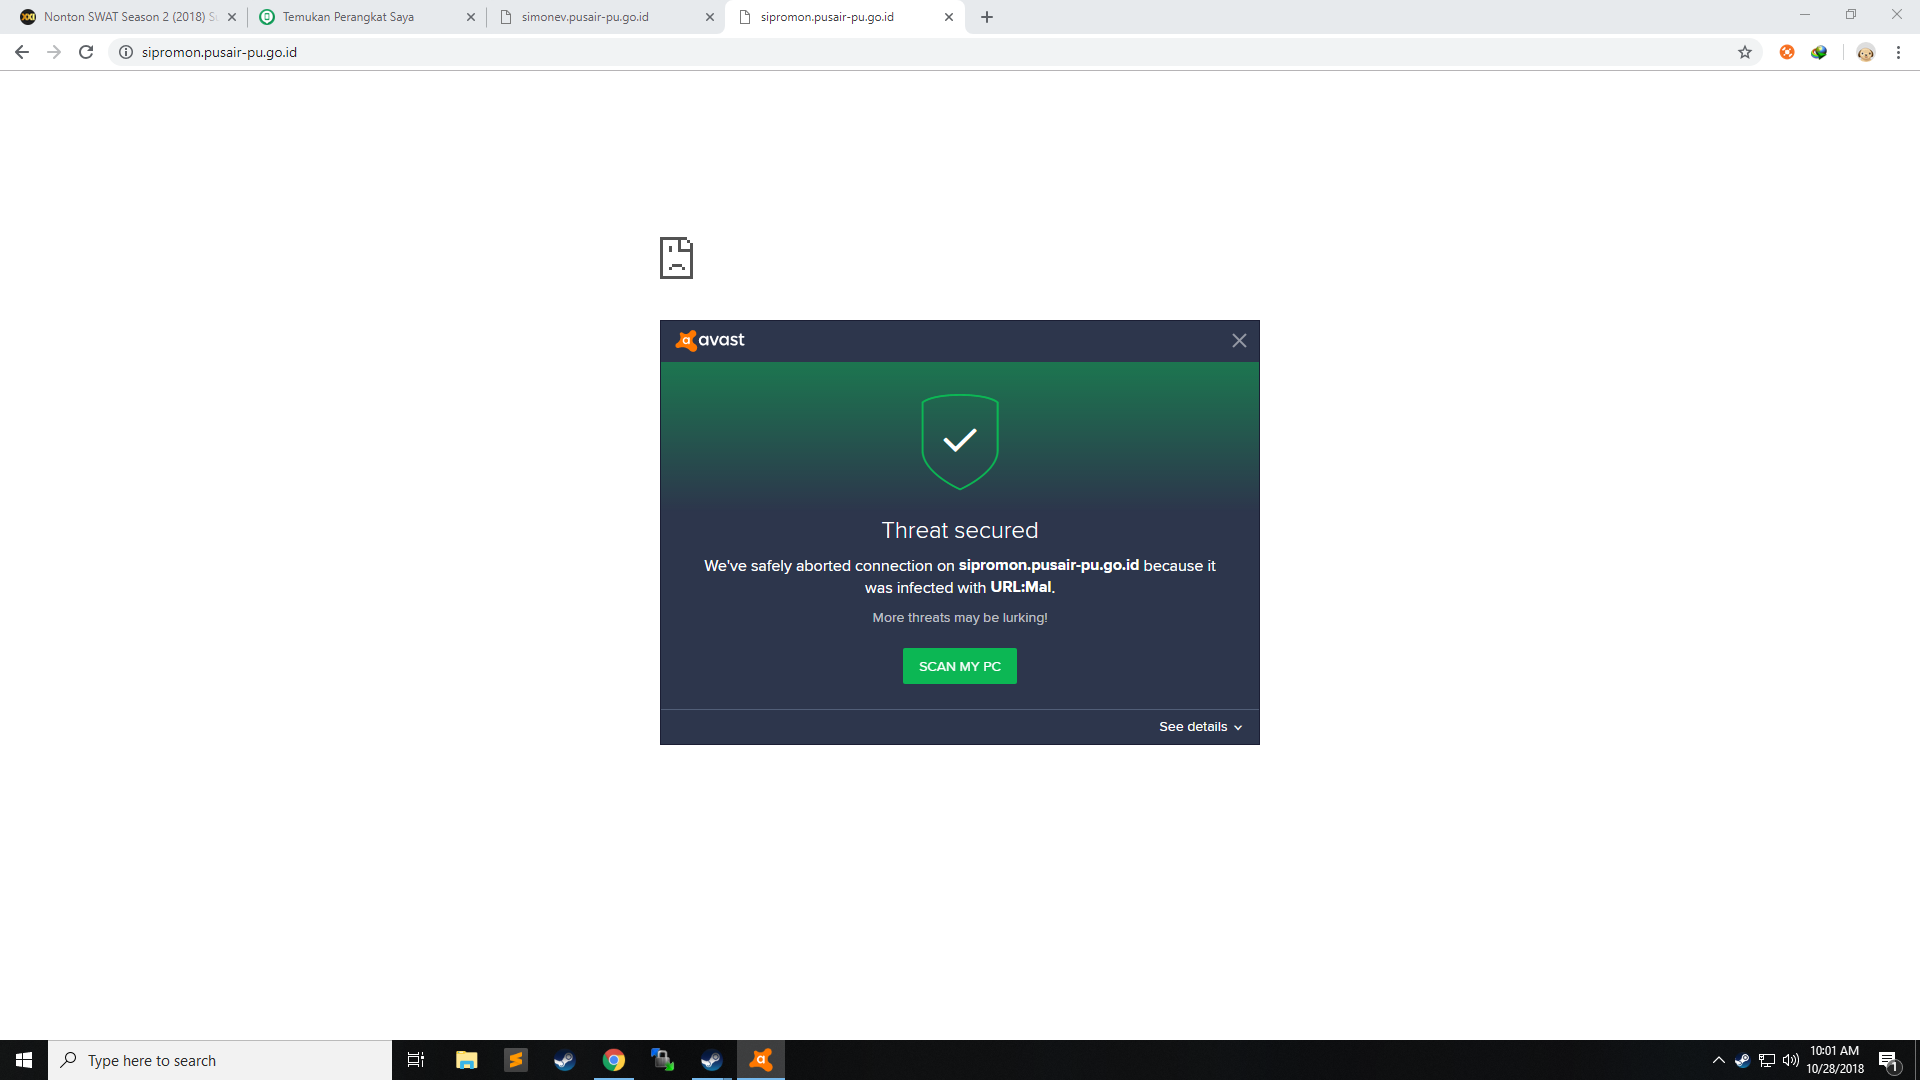 Nonton SWAT Season 2 (2018)
Temukan Perangkat Saya
simonev.pusair-pu.go.id
sipromon.pusair-pu.go.id
sipromon.pusair-pu.go.id
avast
Threat secured
We've safely aborted connection on sipromon.pusair-pu.go.id because it
was infected with URL:Mal.
More threats may be lurking!
SCAN MY PC
See details
Type here to search
10:01 AM
10/28/2018
1